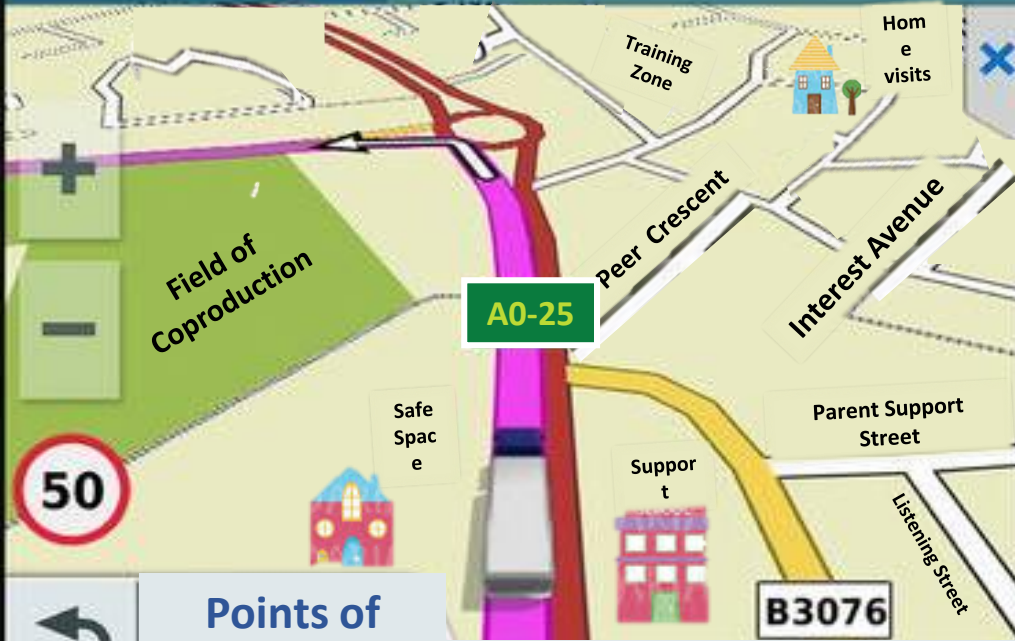 Training
Zone
Hom
e
visits
Peer Crescent
Interest Avenue
Field of
Coproduction
A0-25
Safe
Spac
e
Parent Support
Street
Suppor
t
50
Listening Street
Points of
B3076